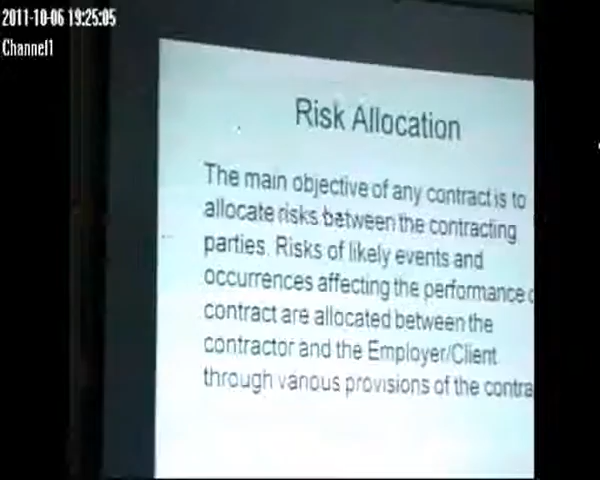 2011-10-06 19:25:05
Channel1
Risk Allocation
The main objective of any contract is to
allocate risks between the contracting
parties. Risks of likely events and
occurrences affecting the performance
contract are allocated between the
contractor and the Employer/Client
through various provisions of the